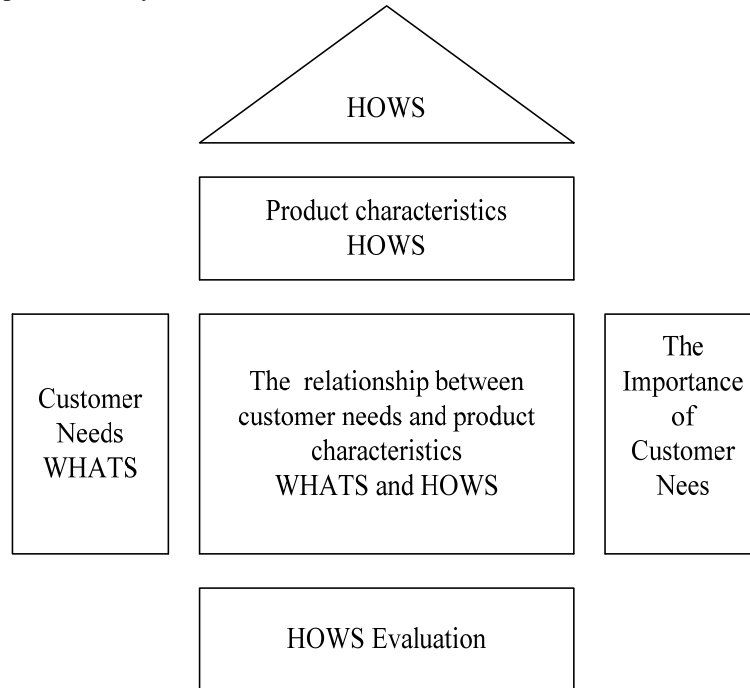 HOWS
Product characteristics
HOWS
Customer
Needs
WHATS
The relationship between
customer needs and product
characteristics
WHATS and HOWS
The
Importance
of
Customer
Nees
HOWS Evaluation